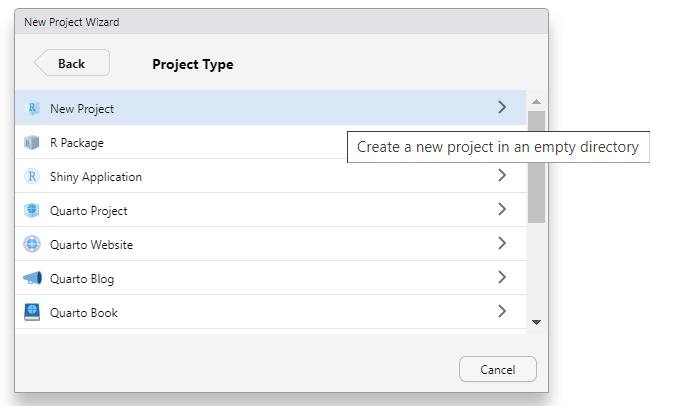 New Project Wizard
Back
Project Type
New Project
R Package
Create a new project in an empty directory
Shiny Application
Quarto Project
Quarto Website
Quarto Blog
Quarto Book
Cancel